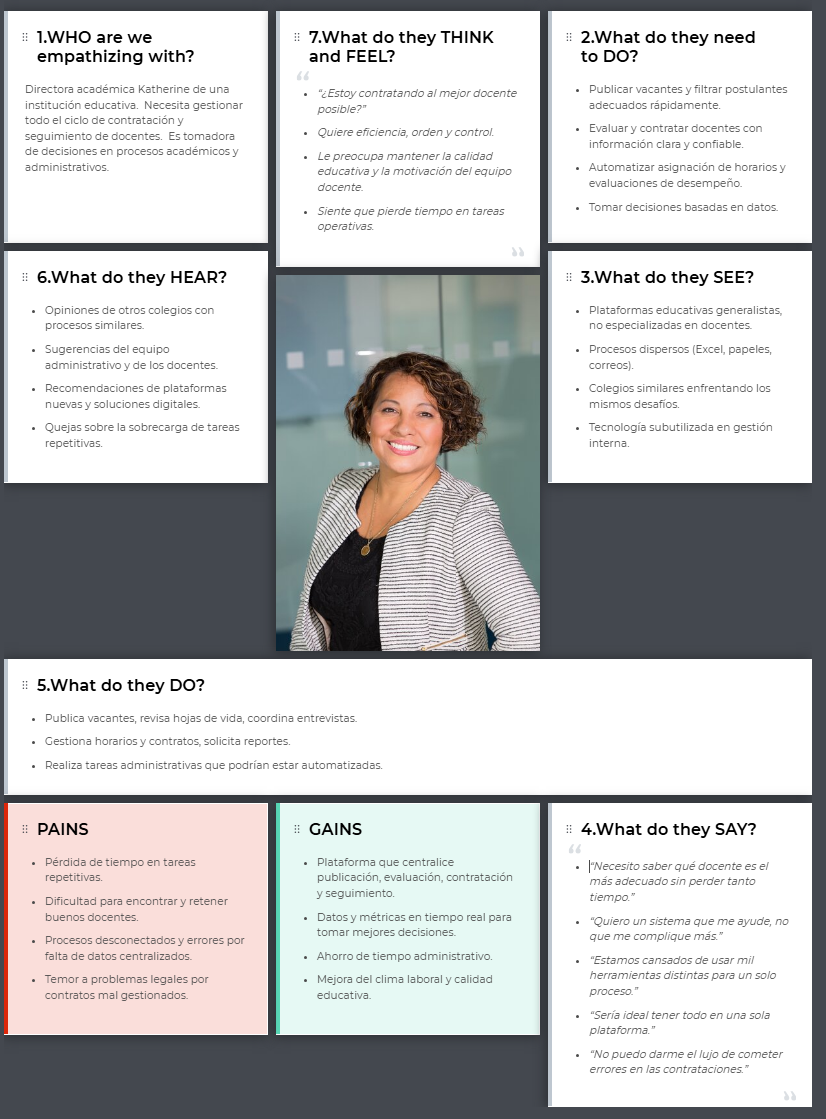 1.WHO are we
empathizing with?
Directora académica Katherine de una
institución educativa. Necesita gestionar
todo el ciclo de contratación y
seguimiento de docentes. Es tomadora
de decisiones en procesos académicos y
administrativos.
7.What do they THINK
and FEEL?
“
• “¿Estoy contratando al mejor docente
posible?”
• Quiere eficiencia, orden y control.
• Le preocupa mantener la calidad
educativa y la motivación del equipo
docente.
• Siente que pierde tiempo en tareas
operativas.
”
2.What do they need
to DO?
• Publicar vacantes y filtrar postulantes
adecuados rápidamente.
• Evaluar y contratar docentes con
información clara y confiable.
• Automatizar asignación de horarios y
evaluaciones de desempeño.
• Tomar decisiones basadas en datos.
6.What do they HEAR?
• Opiniones de otros colegios con
procesos similares.
• Sugerencias del equipo
administrativo y de los docentes.
• Recomendaciones de plataformas
nuevas y soluciones digitales.
• Quejas sobre la sobrecarga de tareas
repetitivas.
3.What do they SEE?
• Plataformas educativas generalistas,
no especializadas en docentes.
• Procesos dispersos (Excel, papeles,
correos).
• Colegios similares enfrentando los
mismos desafíos.
• Tecnología subutilizada en gestión
interna.
5.What do they DO?
• Publica vacantes, revisa hojas de vida, coordina entrevistas.
• Gestiona horarios y contratos, solicita reportes.
• Realiza tareas administrativas que podrían estar automatizadas.
PAINS
• Pérdida de tiempo en tareas
repetitivas.
• Dificultad para encontrar y retener
buenos docentes.
• Procesos desconectados y errores por
falta de datos centralizados.
• Temor a problemas legales por
contratos mal gestionados.
GAINS
• Plataforma que centralice
publicación, evaluación, contratación
y seguimiento.
• Datos y métricas en tiempo real para
tomar mejores decisiones.
• Ahorro de tiempo administrativo.
• Mejora del clima laboral y calidad
educativa.
4.What do they SAY?
“
• “Necesito saber qué docente es el
más adecuado sin perder tanto
tiempo.”
• “Quiero un sistema que me ayude, no
que me complique más.”
• “Estamos cansados de usar mil
herramientas distintas para un solo
proceso.”
• “Sería ideal tener todo en una sola
plataforma.”
• “No puedo darme el lujo de cometer
errores en las contrataciones.”
”